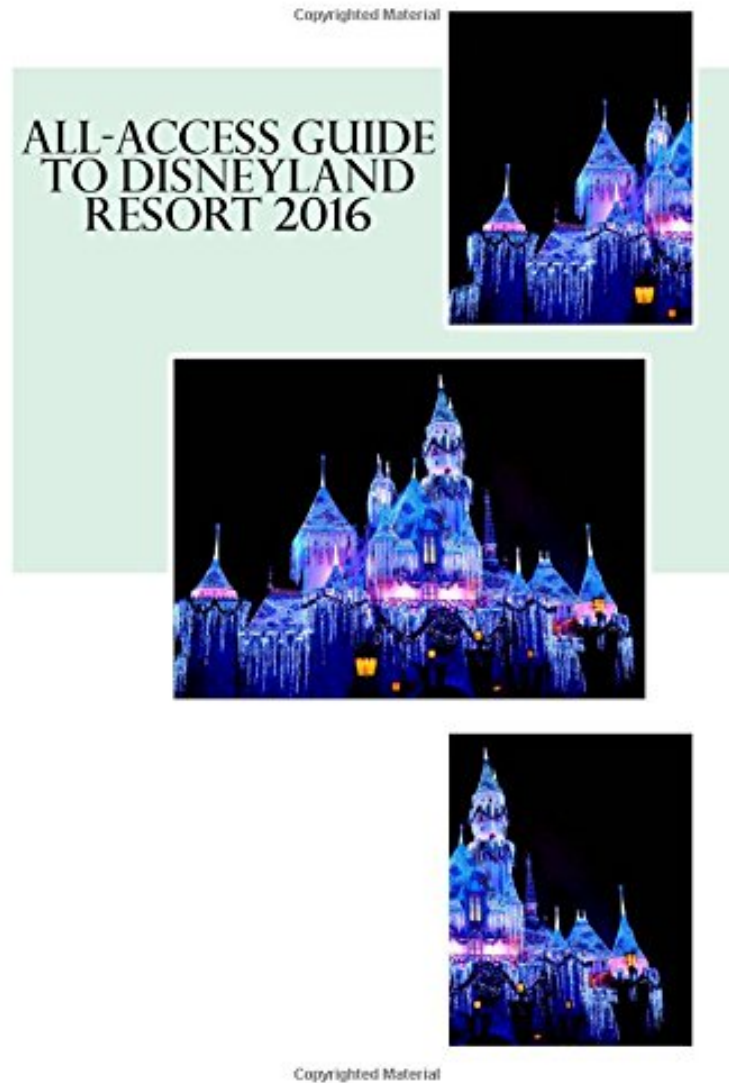 Copyrighted Material
ALL-ACCESS GUIDE
TO DISNEYLAND
RESORT 2016
Copyrighted Material